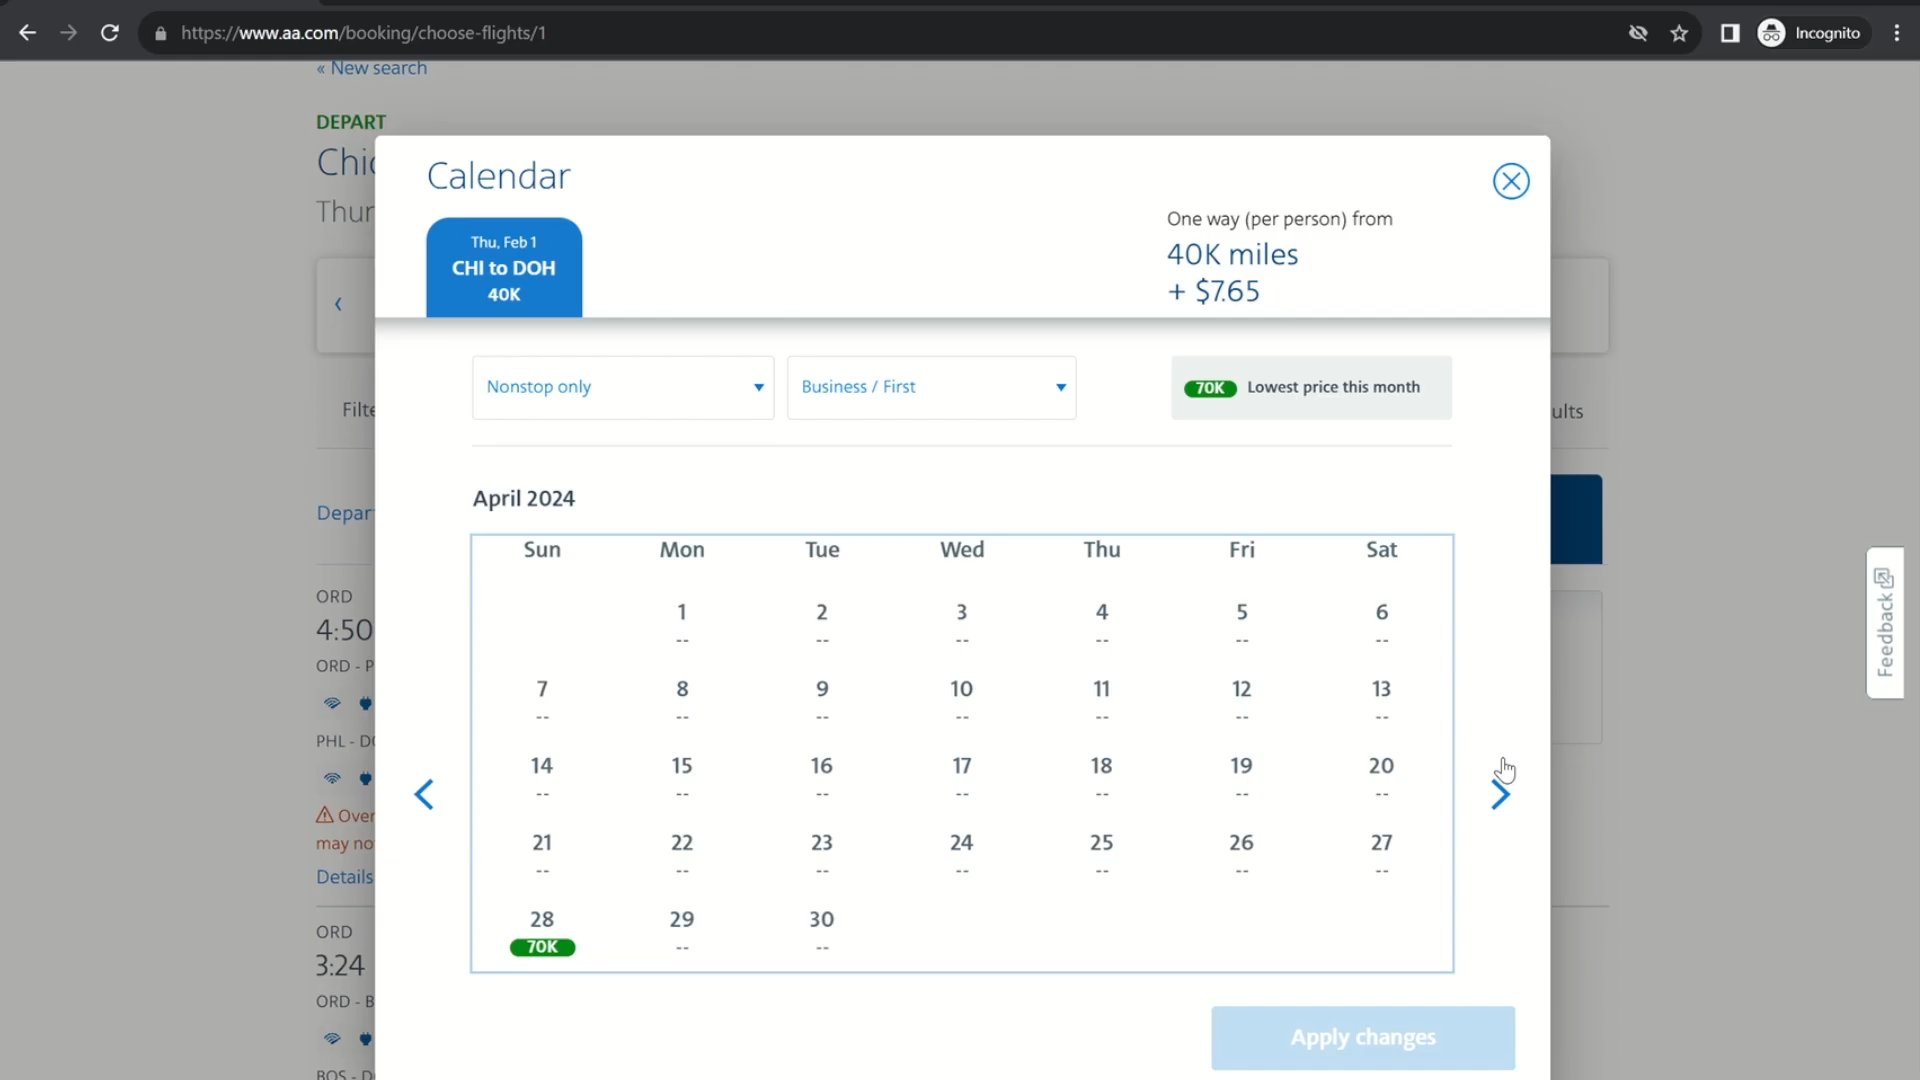 https://www.aa.com/booking/choose-flights/1
Incognito
« New search
DEPART
Chic
Thur
Calendar
Thu, Feb 1
CHI to DOH
40K
One way (per person) from
40K miles
+ $7.65
Nonstop only
Business / First
70K Lowest price this month
Filte
ults
April 2024
Depar
Sun Mon Tue Wed Thu Fri Sat
1 2 3 4 5 6
-- -- -- -- -- --
7 8 9 10 11 12 13
-- -- -- -- -- -- --
14 15 16 17 18 19 20
-- -- -- -- -- -- --
21 22 23 24 25 26 27
-- -- -- -- -- -- --
28 29 30
70K -- --
ORD
4:50
ORD - P
PHL - DO
Over
may no
Details
ORD
3:24
ORD - B
BOS - D
Feedback
Apply changes